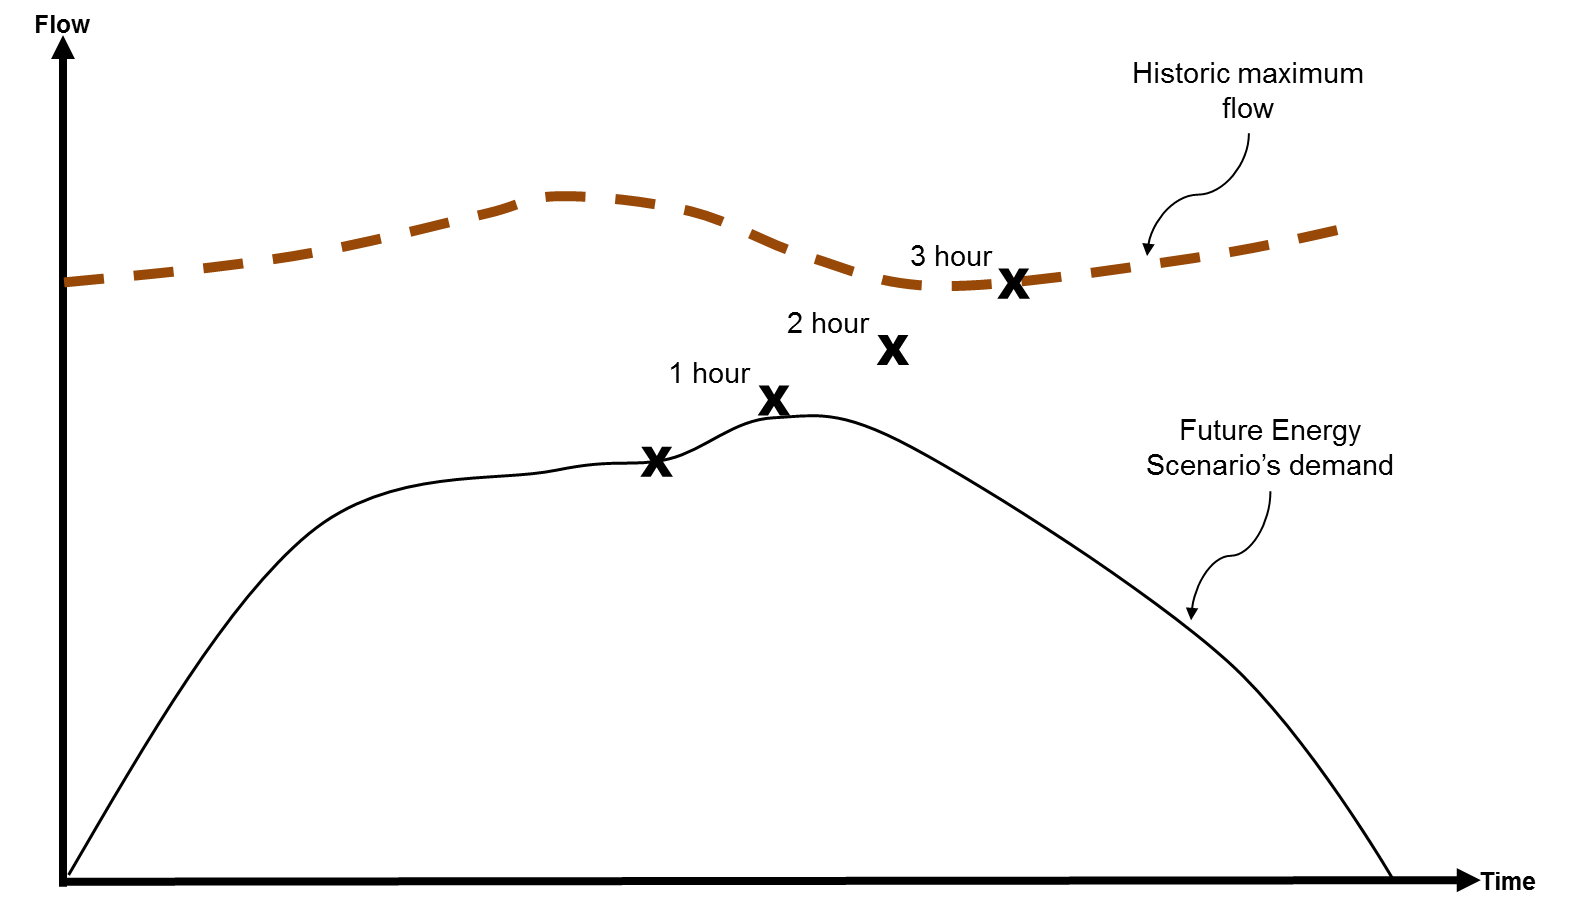 Flow
Historic maximum
flow
3 hour
X
2 hour
X
1 hour
X
X
Future Energy
Scenario’s demand
Time